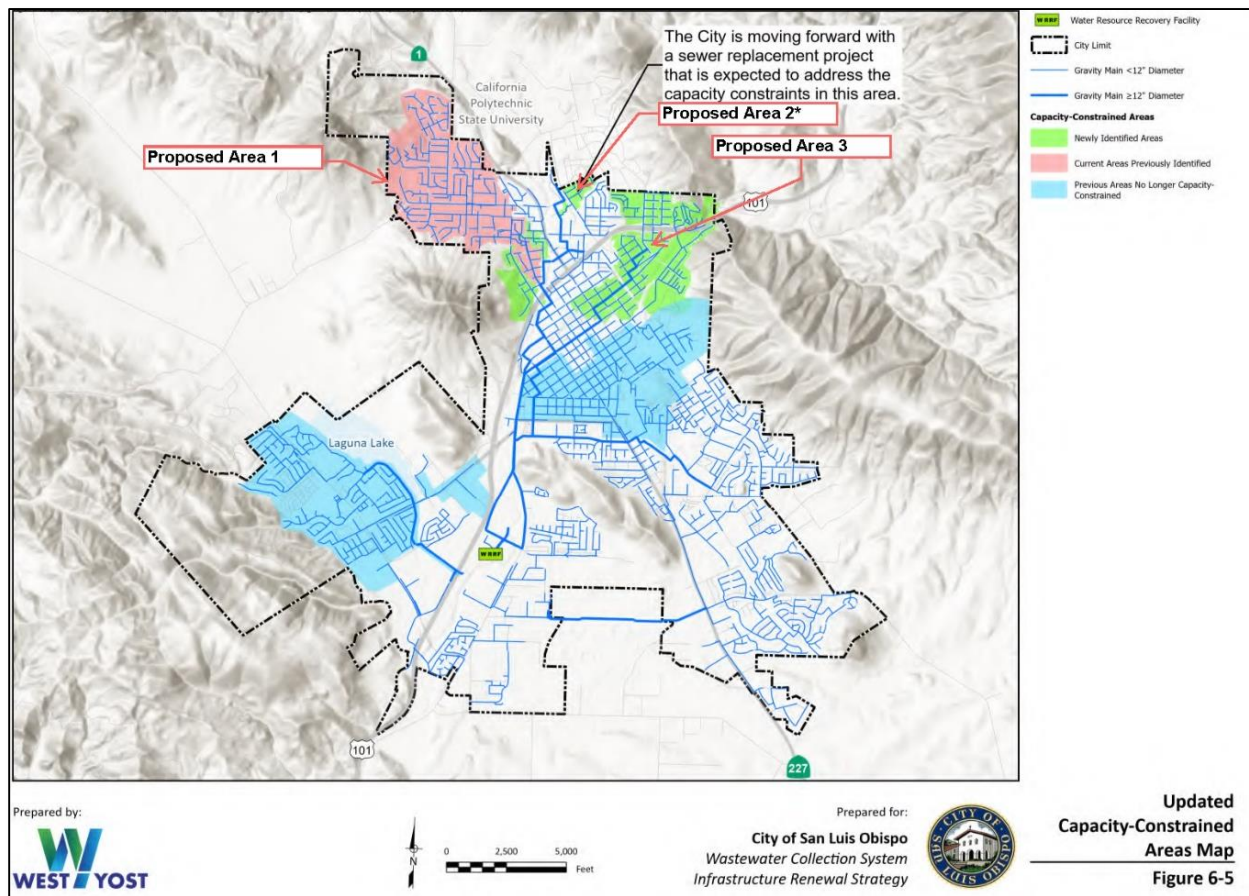 The City is moving forward with
a sewer replacement project
that is expected to address the
capacity constraints in this area.
1
California
Polytechnic
State University
Proposed Area 2*
Proposed Area 1
Proposed Area 3
101
Laguna Lake
WRRF
101
227
WRRF Water Resource Recovery Facility
City Limit
Gravity Main <12" Diameter
Gravity Main ≥12" Diameter
Capacity-Constrained Areas
Newly Identified Areas
Current Areas Previously Identified
Previous Areas No Longer Capacity-
Constrained
Prepared by:
WEST YOST
N
0 2,500 5,000
Feet
Prepared for:
City of San Luis Obispo
Wastewater Collection System
Infrastructure Renewal Strategy
CITY OF
SAN LUIS OBISPO
Updated
Capacity-Constrained
Areas Map
Figure 6-5